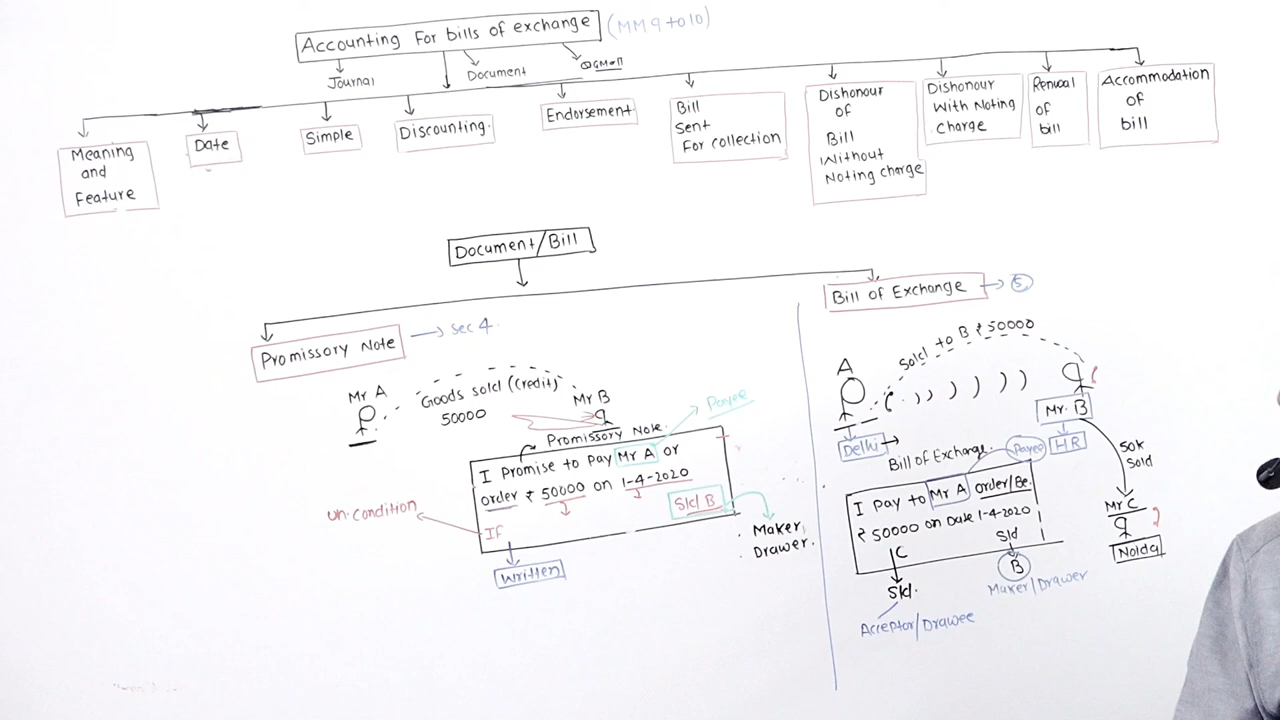 Accounting For bills of exchange (MM 9 to 10)
Journal
Document
Meaning
and
Feature
Date
Simple
Discounting.
Endorsement
Bill
Sent
For collection
Dishonour
of
Bill
Without
Noting charge
Dishonour
With Noting
Charge
Renual
of
bill
Accommodation
of
bill
Document/Bill
Promissory Note → Sec 4
Mr A
Goods sold (Credit)
50000
Mr B
Payee
Promissory Note.
I Promise to pay Mr A or
order ₹ 50000 on 1-4-2020
Sld B
Un-condition
If
Written
Maker,
Drawer.
Bill of Exchange → 5
Sold to B ₹50000
A
Mr. B
Delhi
HR
Bill of Exchange.
Payee
50K
Sold
I Pay to Mr A order/Be.
₹ 50000 on Date 1-4-2020
C
Sld
B
Skl.
Maker/Drawer
Acceptor/Drawee
Mr C
2
Noida